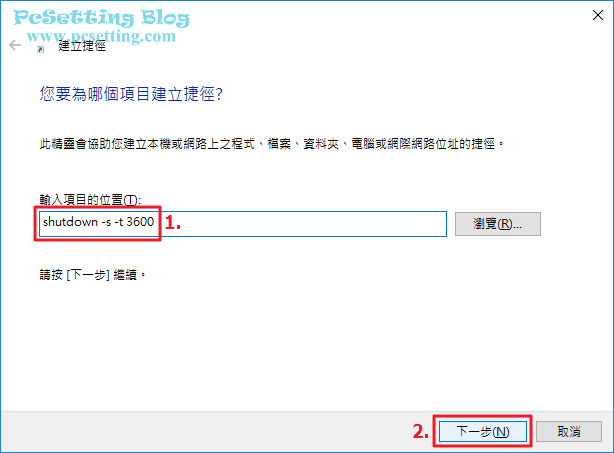 PcSetting Blog
www.pcsetting.com
建立捷徑
您要為哪個項目建立捷徑?
此精靈會協助您建立本機或網路上之程式、檔案、資料夾、電腦或網際網路位址的捷徑。
輸入項目的位置(T):
shutdown -s -t 3600 1. 瀏覽(R)...
請按 [下一步] 繼續。
2. 下一步(N) 取消